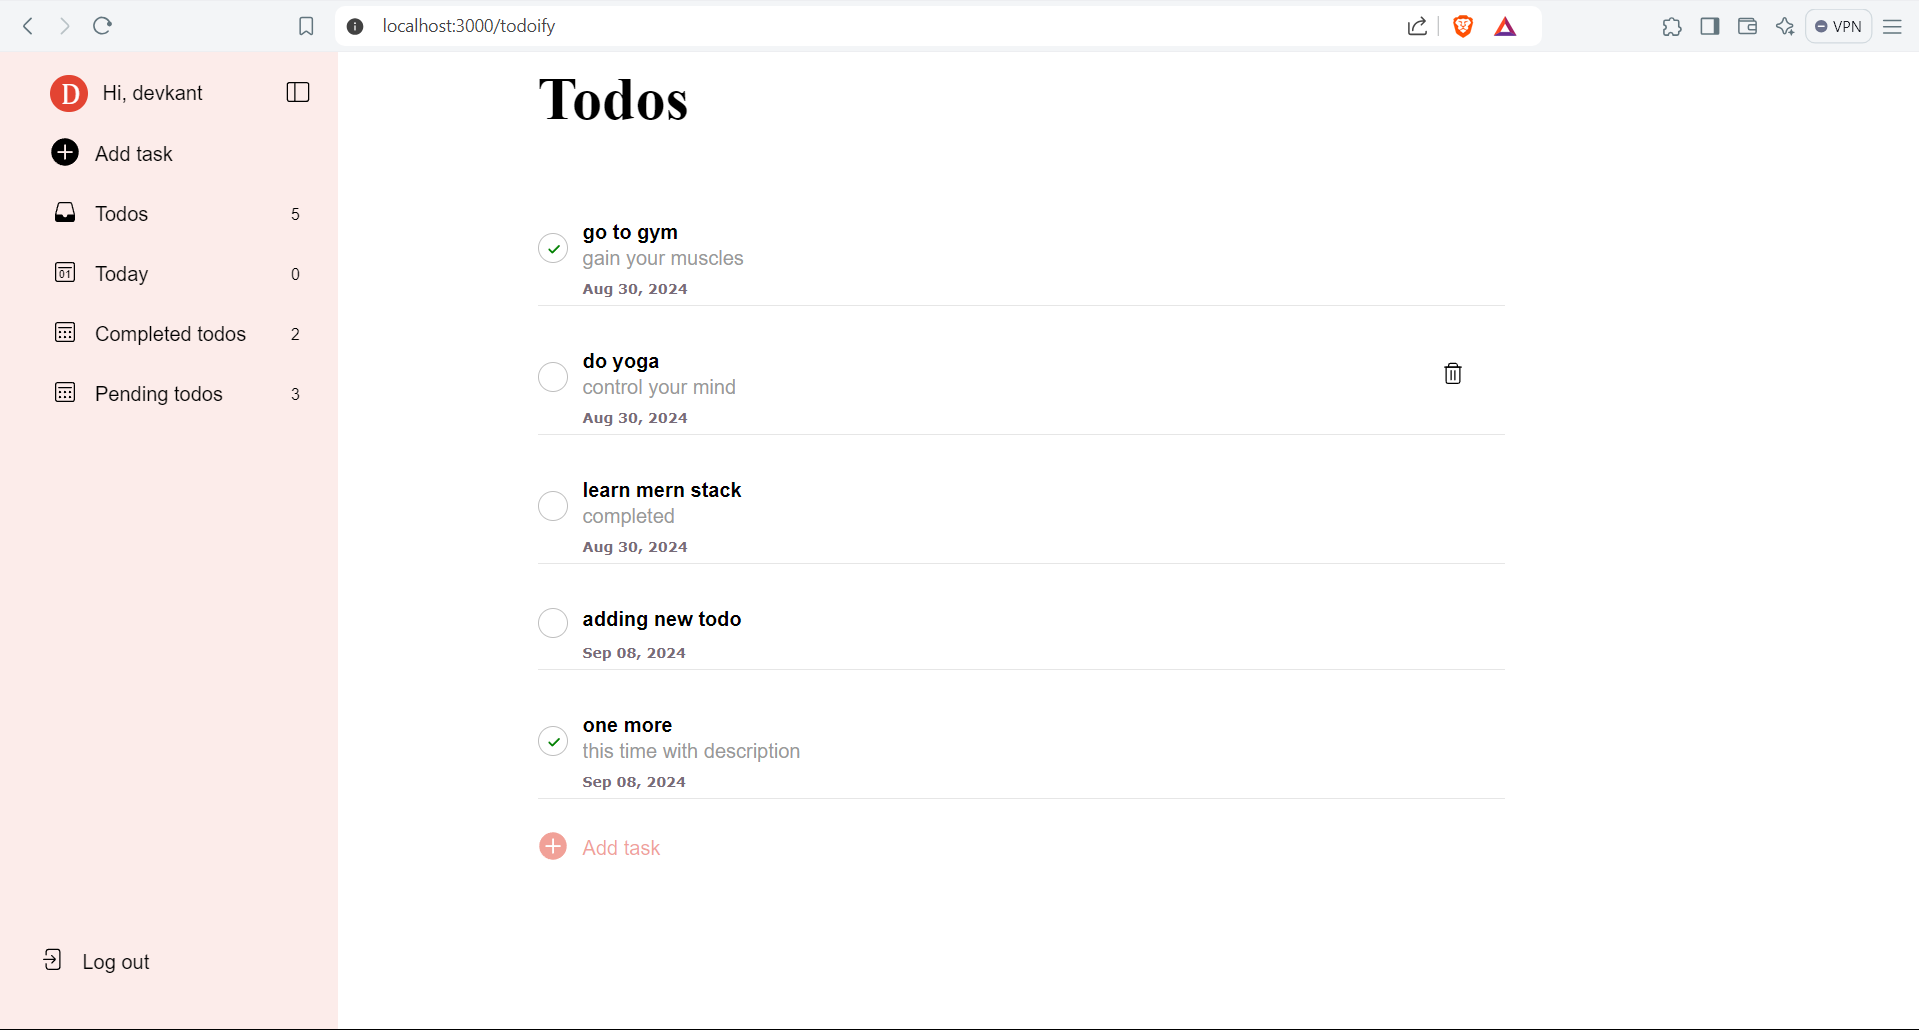 localhost:3000/todoify
VPN
D Hi, devkant
Add task
Todos 5
01 Today 0
Completed todos 2
Pending todos 3
Log out
Todos
go to gym
gain your muscles
Aug 30, 2024
do yoga
control your mind
Aug 30, 2024
learn mern stack
completed
Aug 30, 2024
adding new todo
Sep 08, 2024
one more
this time with description
Sep 08, 2024
Add task